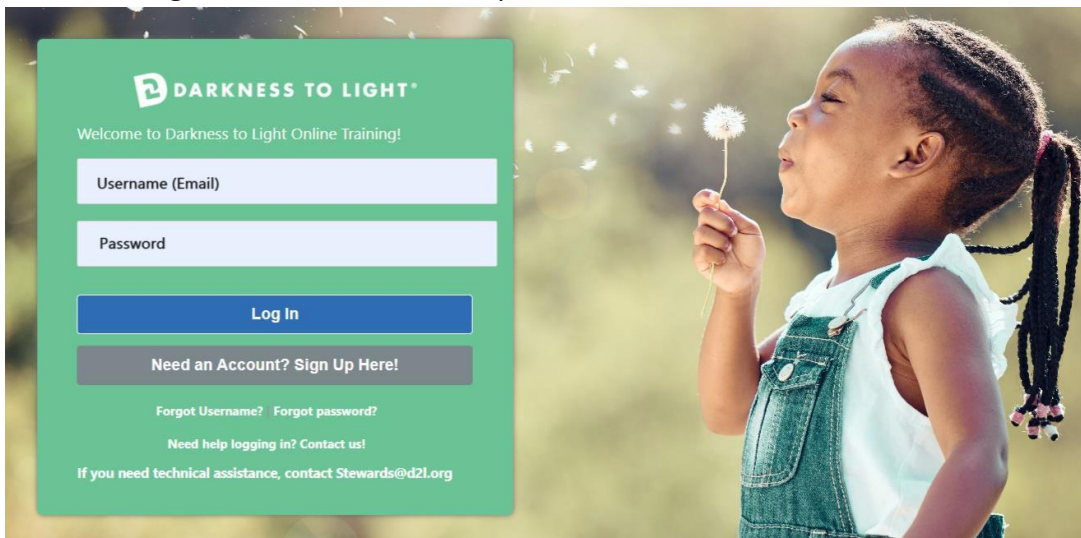 DARKNESS TO LIGHT®
Welcome to Darkness to Light Online Training!
Username (Email)
Password
Log In
Need an Account? Sign Up Here!
Forgot Username? Forgot password?
Need help logging in? Contact us!
If you need technical assistance, contact Stewards@d2l.org